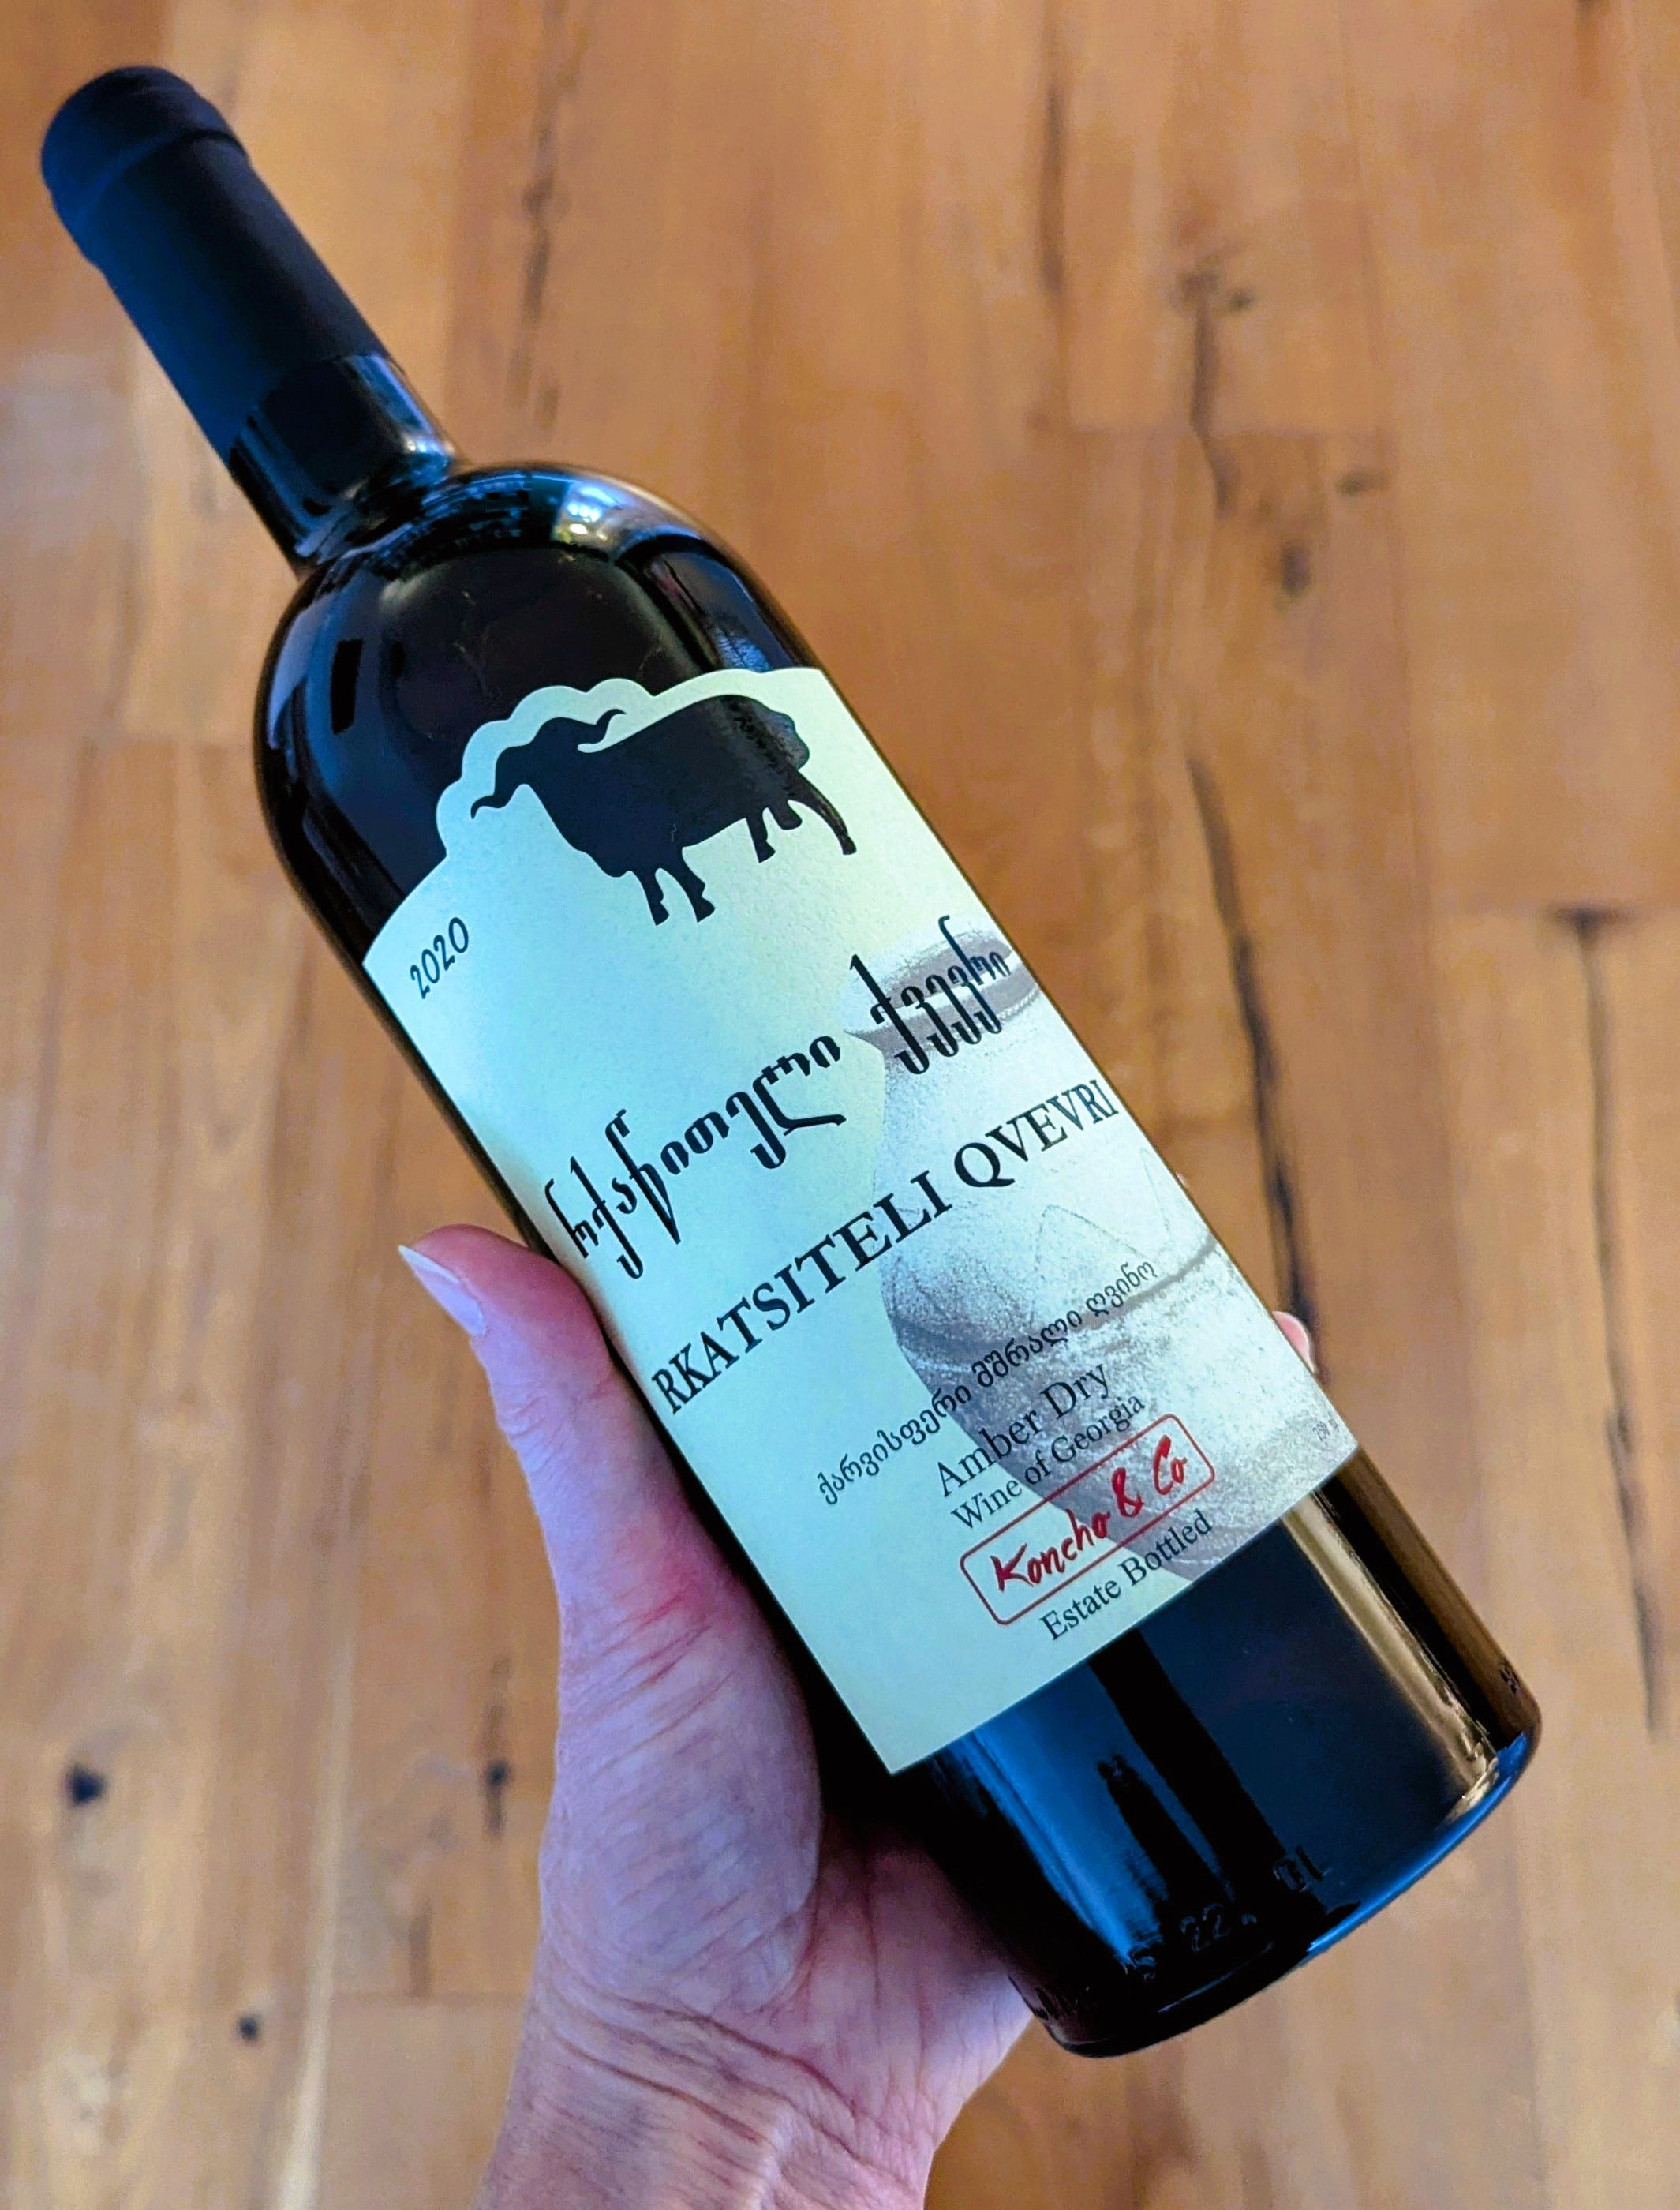 2020
რქაწითელი ქვევრი
RKATSITELI QVEVRI
ქარვისფერი მშრალი ღვინო
Amber Dry
Wine of Georgia
Koncho & Co
Estate Bottled